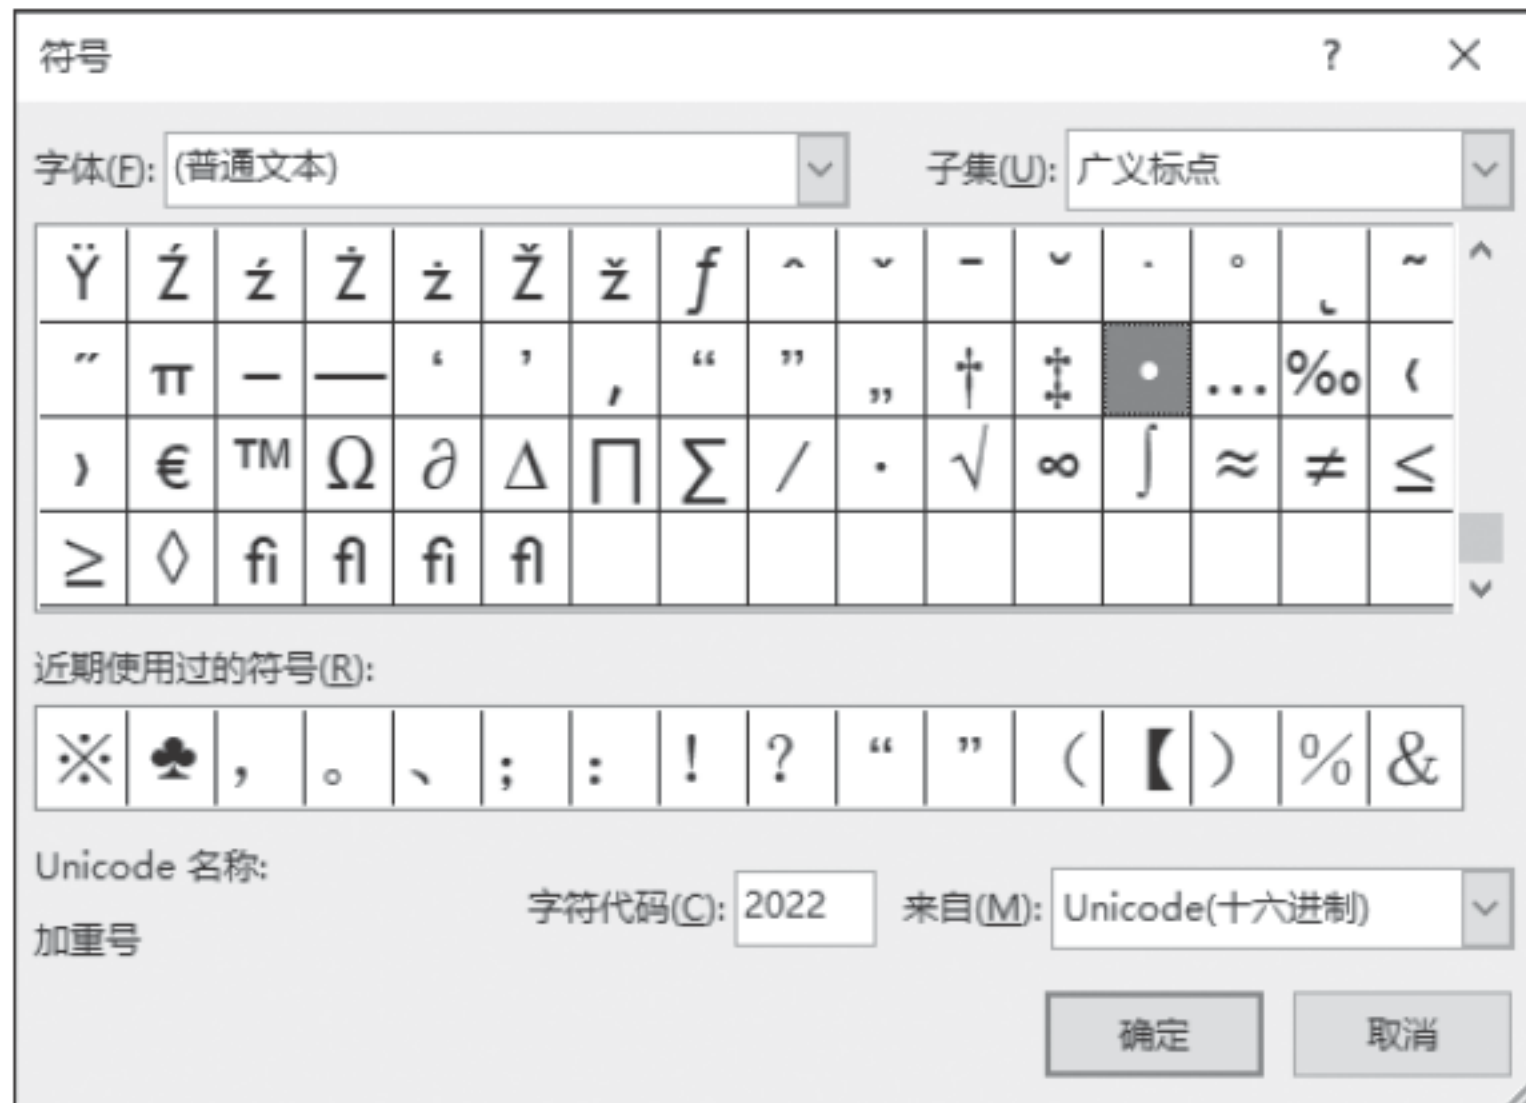 符号 ?
字体(F): (普通文本) 子集(U): 广义标点
Ÿ Ź ź Ż ż Ž ž ƒ ˆ ˇ ˉ ˘ ˙ ˚ ˛ ˜
˝ π – — ‘ ’ ‚ “ ” „ † ‡ • … ‰ ‹
› € ™ Ω ∂ ∆ ∏ ∑ ∕ ∙ √ ∞ ∫ ≈ ≠ ≤
≥ ◊ fi fl fi fl
近期使用过的符号(R):
※ ♣ ， 。 、 ； ： ！ ？ “ ” （ 【 ） % &
Unicode 名称:
字符代码(C): 2022 来自(M): Unicode(十六进制)
加重号
确定 取消